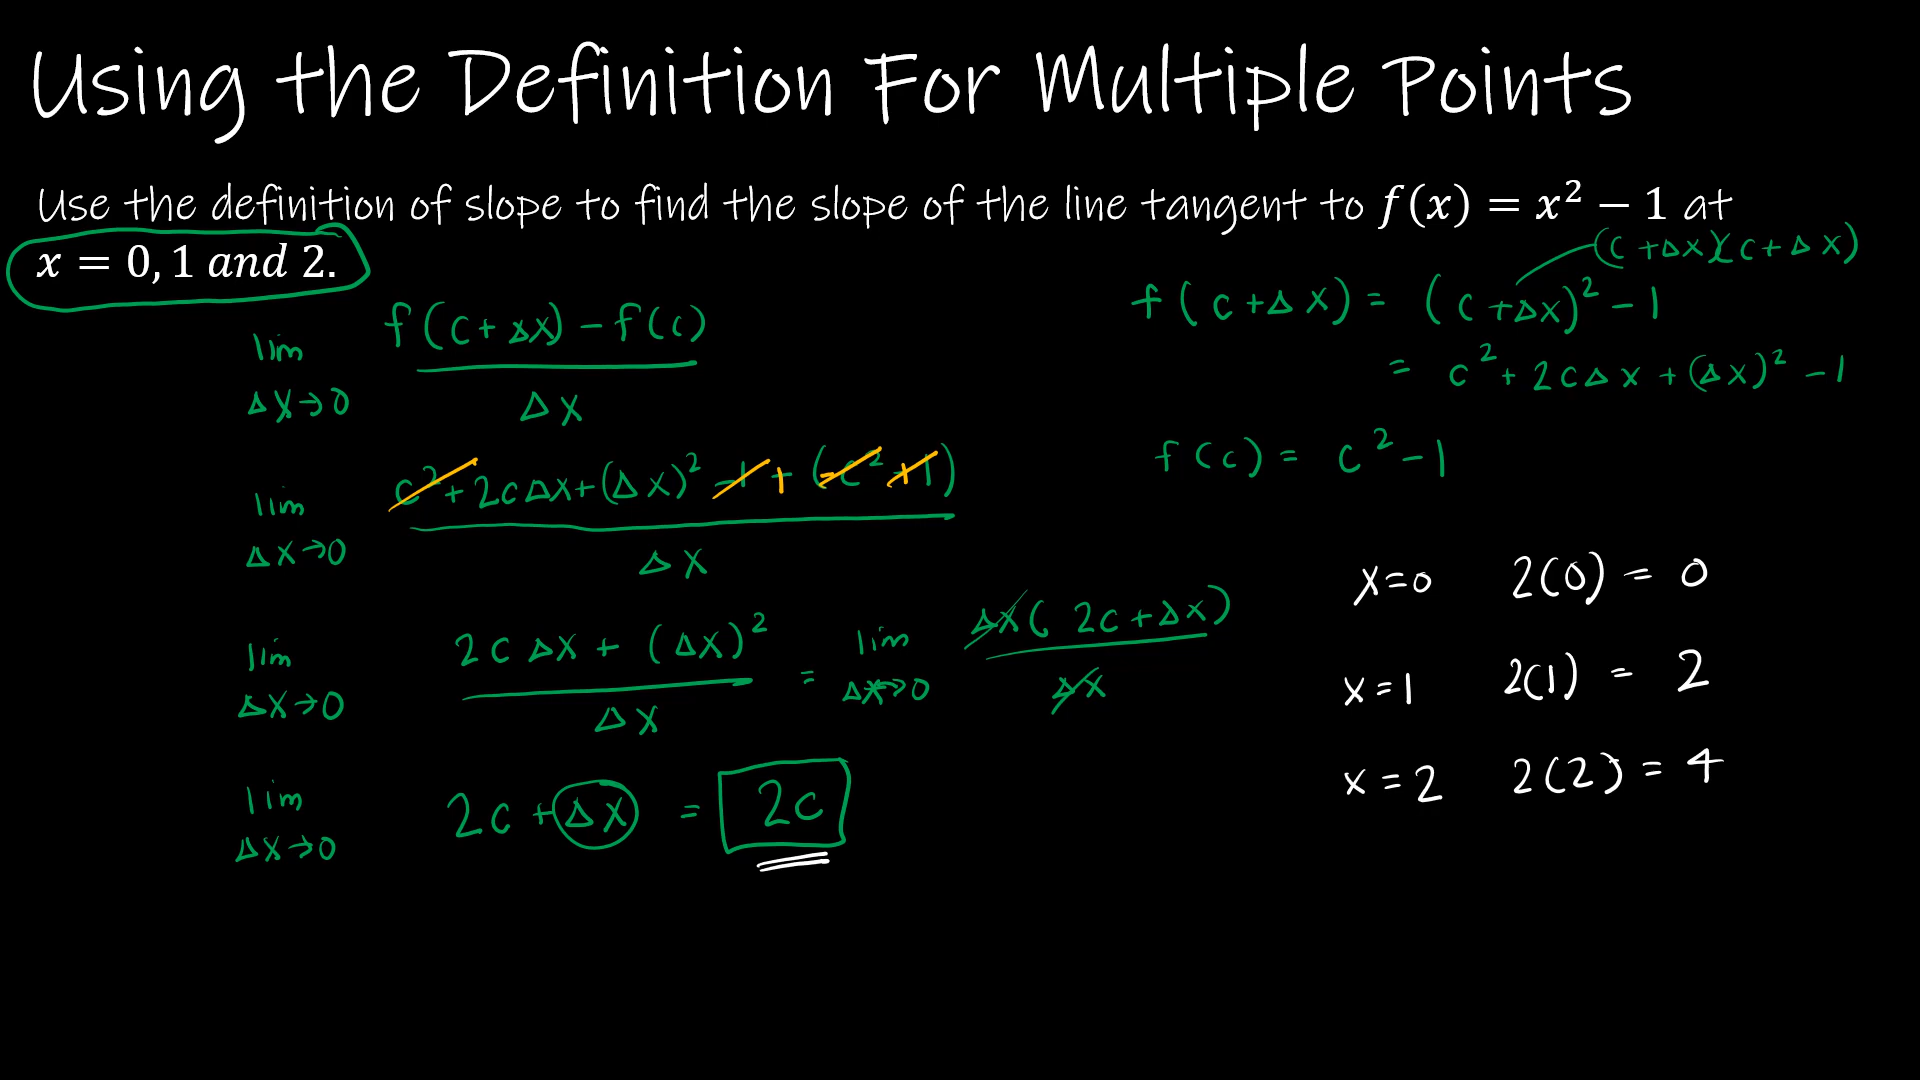 Using the Definition For Multiple Points
Use the definition of slope to find the slope of the line tangent to f(x) = x² − 1 at
x = 0, 1 and 2.
(c + Δx)(c + Δx)
f(c + Δx) = (c + Δx)² − 1
= c² + 2cΔx + (Δx)² − 1
f(c) = c² − 1
lim Δx→0 f(c + Δx) − f(c) / Δx
lim Δx→0 c² + 2cΔx + (Δx)² − 1 + (−c² + 1) / Δx
lim Δx→0 2cΔx + (Δx)² / Δx = lim Δx→0 Δx(2c + Δx) / Δx
lim Δx→0 2c + Δx = 2c
x = 0 2(0) = 0
x = 1 2(1) = 2
x = 2 2(2) = 4